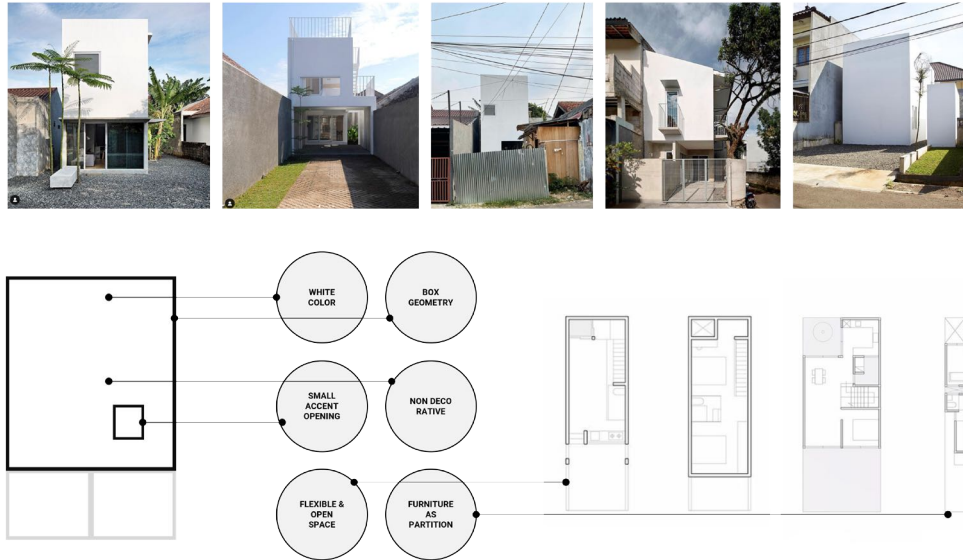 WHITE
COLOR
BOX
GEOMETRY
SMALL
ACCENT
OPENING
NON DECO
RATIVE
FLEXIBLE &
OPEN
SPACE
FURNITURE
AS
PARTITION